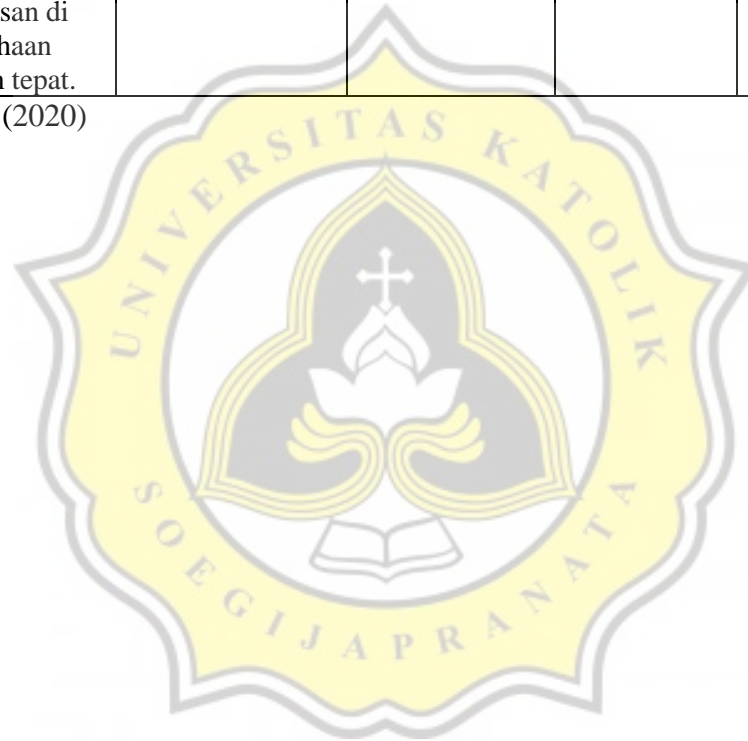 san di
haan
tepat.
(2020)
UNIVERSITAS KATOLIK
SOEGIJAPRANATA